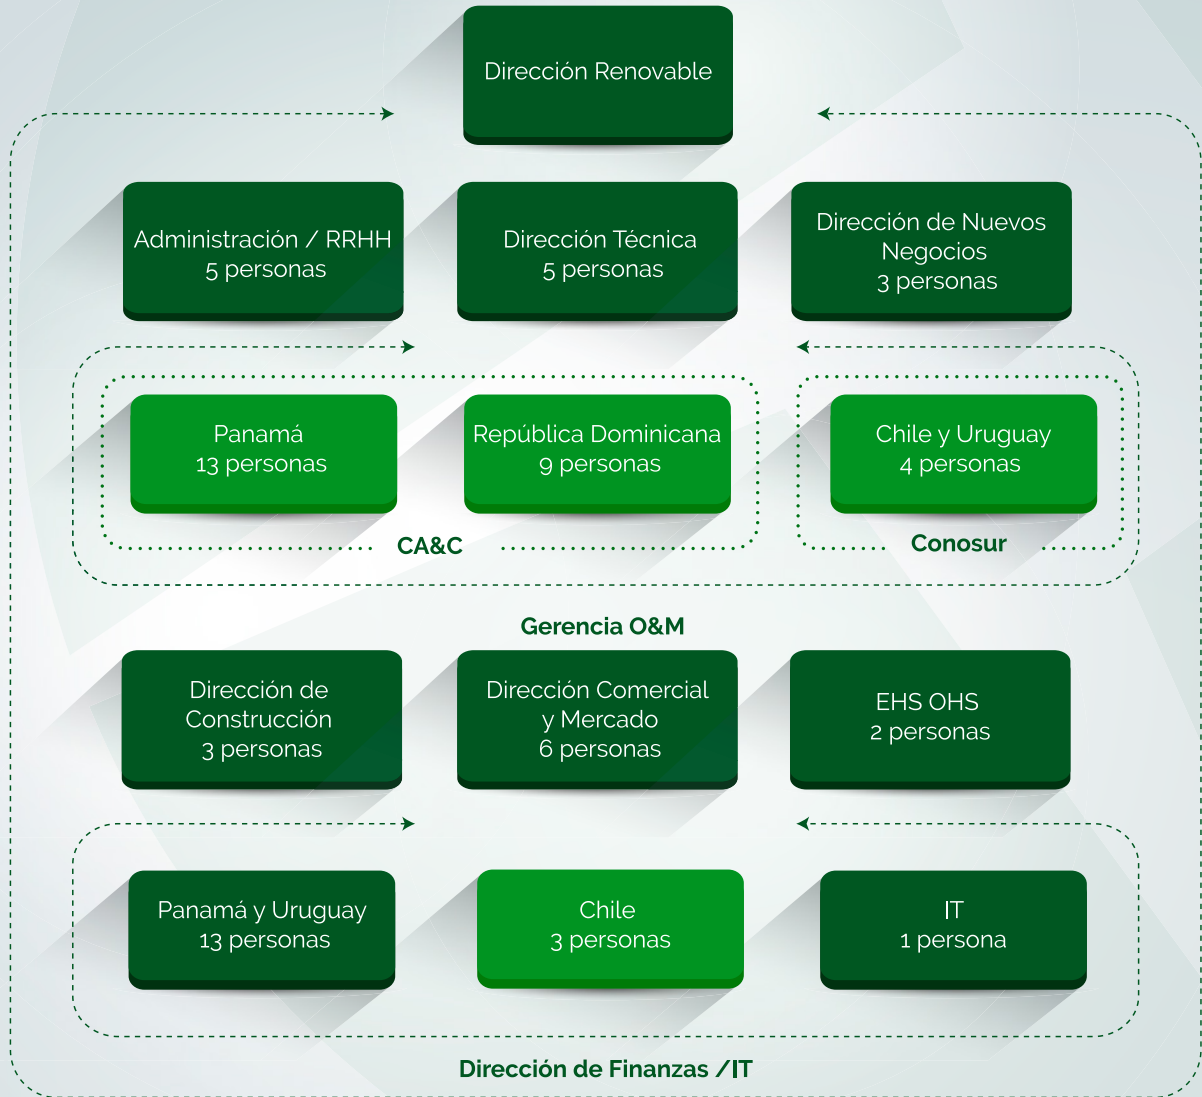 Dirección Renovable
Administración / RRHH
5 personas
Dirección Técnica
5 personas
Dirección de Nuevos
Negocios
3 personas
Panamá
13 personas
República Dominicana
9 personas
Chile y Uruguay
4 personas
CA&C
Conosur
Gerencia O&M
Dirección de
Construcción
3 personas
Dirección Comercial
y Mercado
6 personas
EHS OHS
2 personas
Panamá y Uruguay
13 personas
Chile
3 personas
IT
1 persona
Dirección de Finanzas /IT